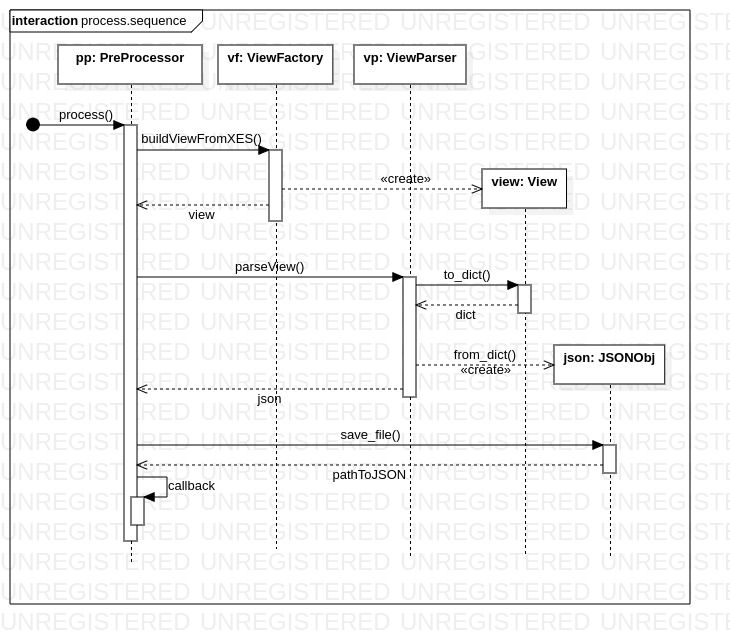 interaction process.sequence
pp: PreProcessor
vf: ViewFactory
vp: ViewParser
process()
buildViewFromXES()
«create»
view: View
view
parseView()
to_dict()
dict
from_dict()
«create»
json: JSONObj
json
save_file()
pathToJSON
callback
UNREGISTERED UNREGISTERED UNREGISTERED UNREGISTERED